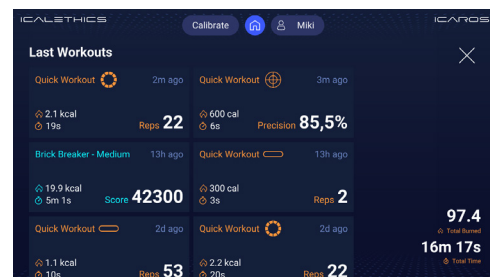 ICALETHICS
Calibrate
Miki
ICAROS
Last Workouts
Quick Workout 2m ago
2.1 kcal
19s
Reps 22
Quick Workout 3m ago
600 cal
6s
Precision 85,5%
Brick Breaker - Medium 13h ago
19.9 kcal
5m 1s
Score 42300
Quick Workout 13h ago
300 cal
3s
Reps 2
Quick Workout 2d ago
1.1 kcal
10s
Reps 53
Quick Workout 2d ago
2.2 kcal
20s
Reps 22
97.4
Total Burned
16m 17s
Total Time